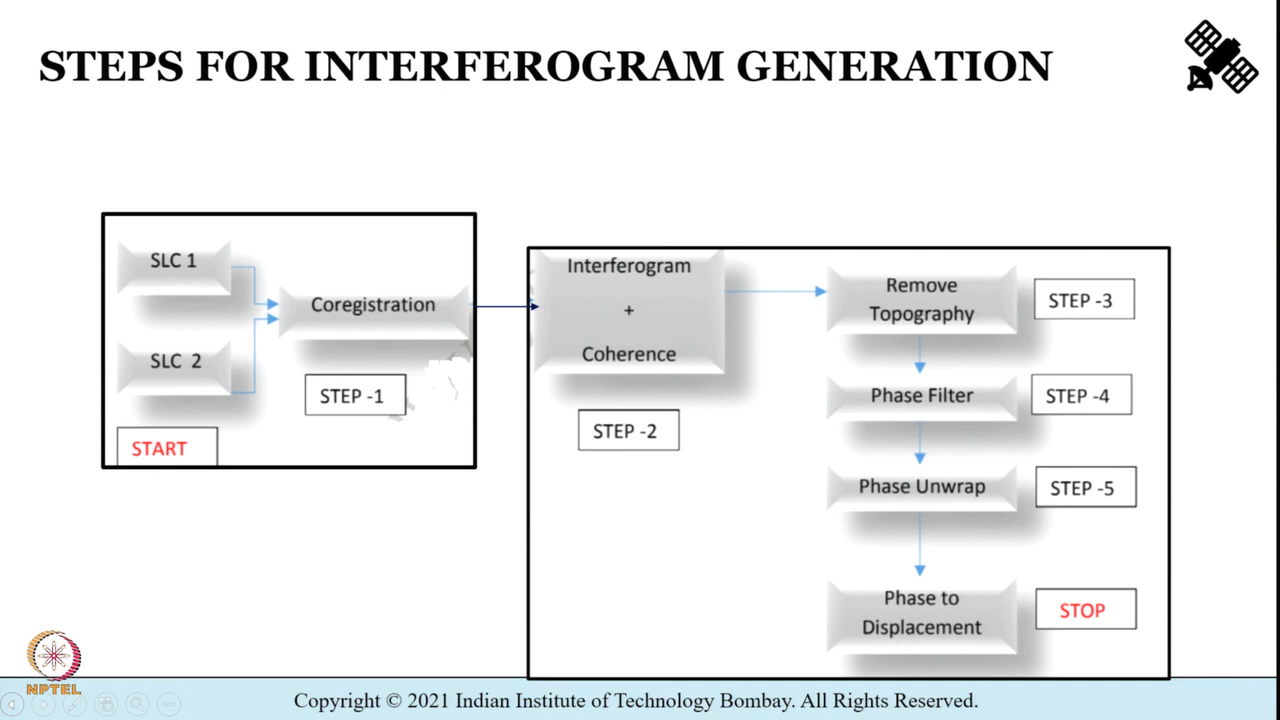 STEPS FOR INTERFEROGRAM GENERATION
SLC 1
SLC 2
START
Coregistration
STEP -1
Interferogram
+
Coherence
STEP -2
Remove
Topography
STEP -3
Phase Filter
STEP -4
Phase Unwrap
STEP -5
Phase to
Displacement
STOP
NPTEL
Copyright © 2021 Indian Institute of Technology Bombay. All Rights Reserved.